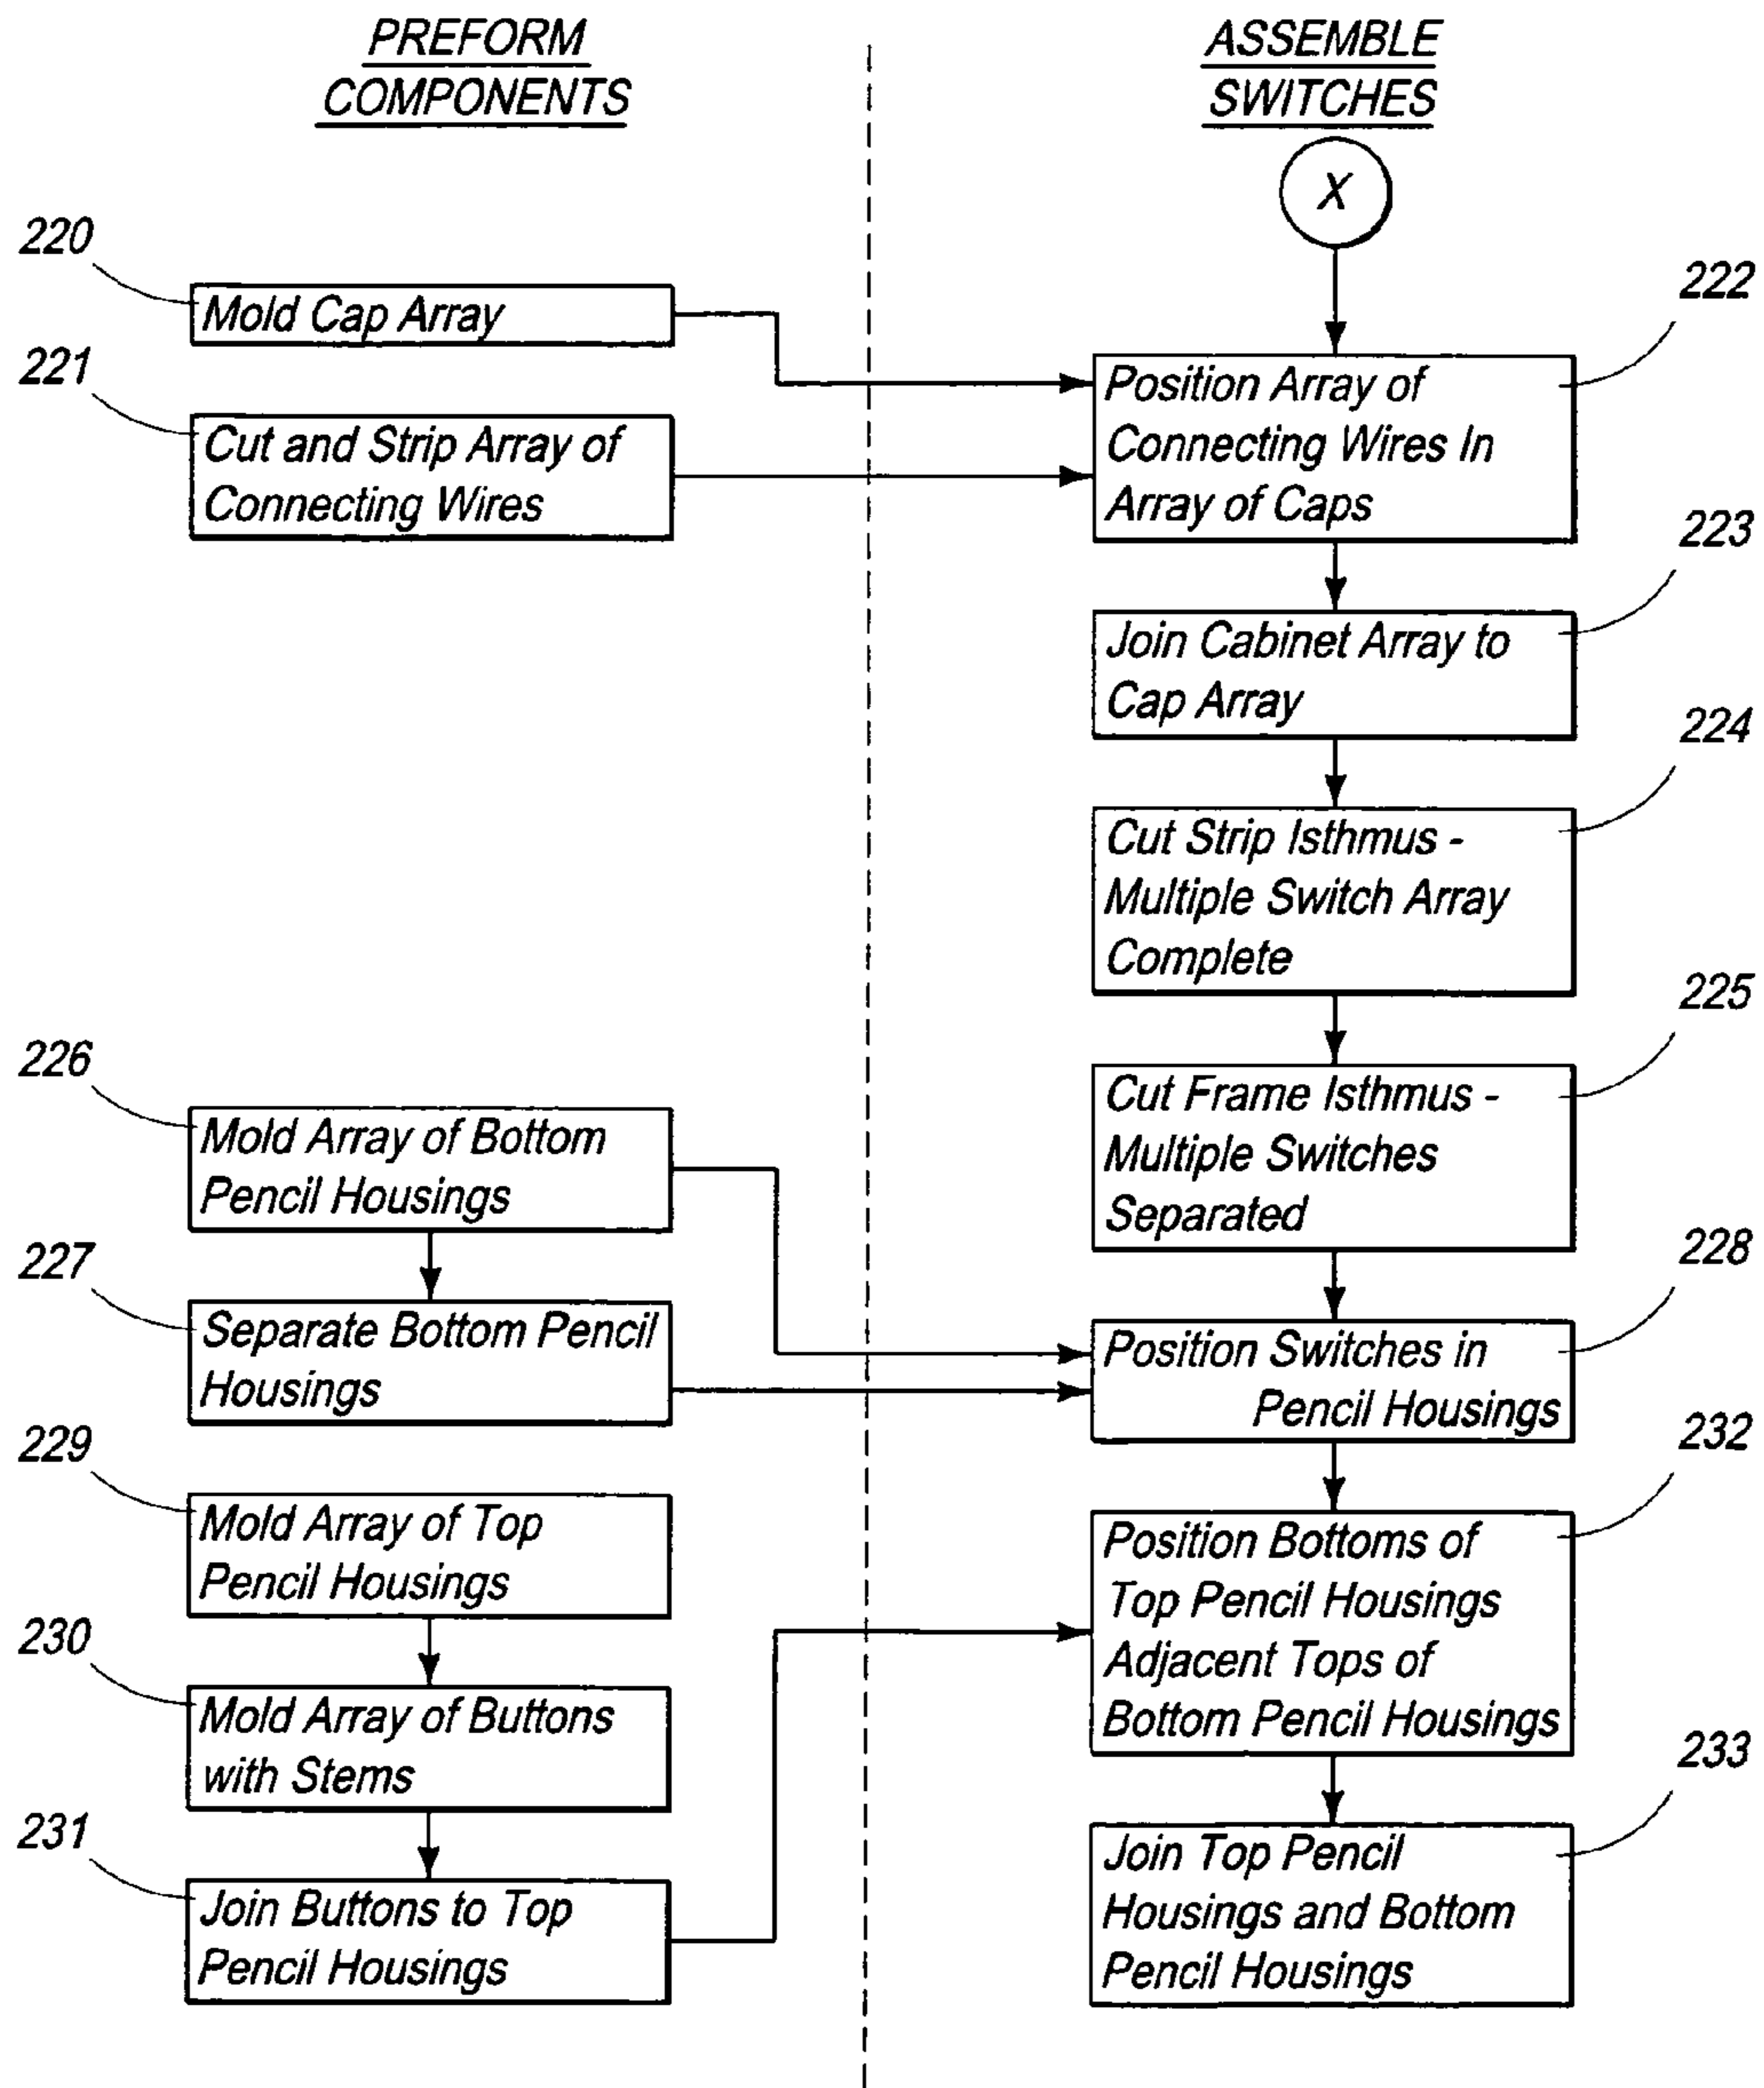 PREFORM
COMPONENTS
ASSEMBLE
SWITCHES
X
220
Mold Cap Array
221
Cut and Strip Array of
Connecting Wires
222
Position Array of
Connecting Wires In
Array of Caps
223
Join Cabinet Array to
Cap Array
224
Cut Strip Isthmus -
Multiple Switch Array
Complete
225
Cut Frame Isthmus -
Multiple Switches
Separated
226
Mold Array of Bottom
Pencil Housings
227
Separate Bottom Pencil
Housings
228
Position Switches in
Pencil Housings
229
Mold Array of Top
Pencil Housings
230
Mold Array of Buttons
with Stems
231
Join Buttons to Top
Pencil Housings
232
Position Bottoms of
Top Pencil Housings
Adjacent Tops of
Bottom Pencil Housings
233
Join Top Pencil
Housings and Bottom
Pencil Housings